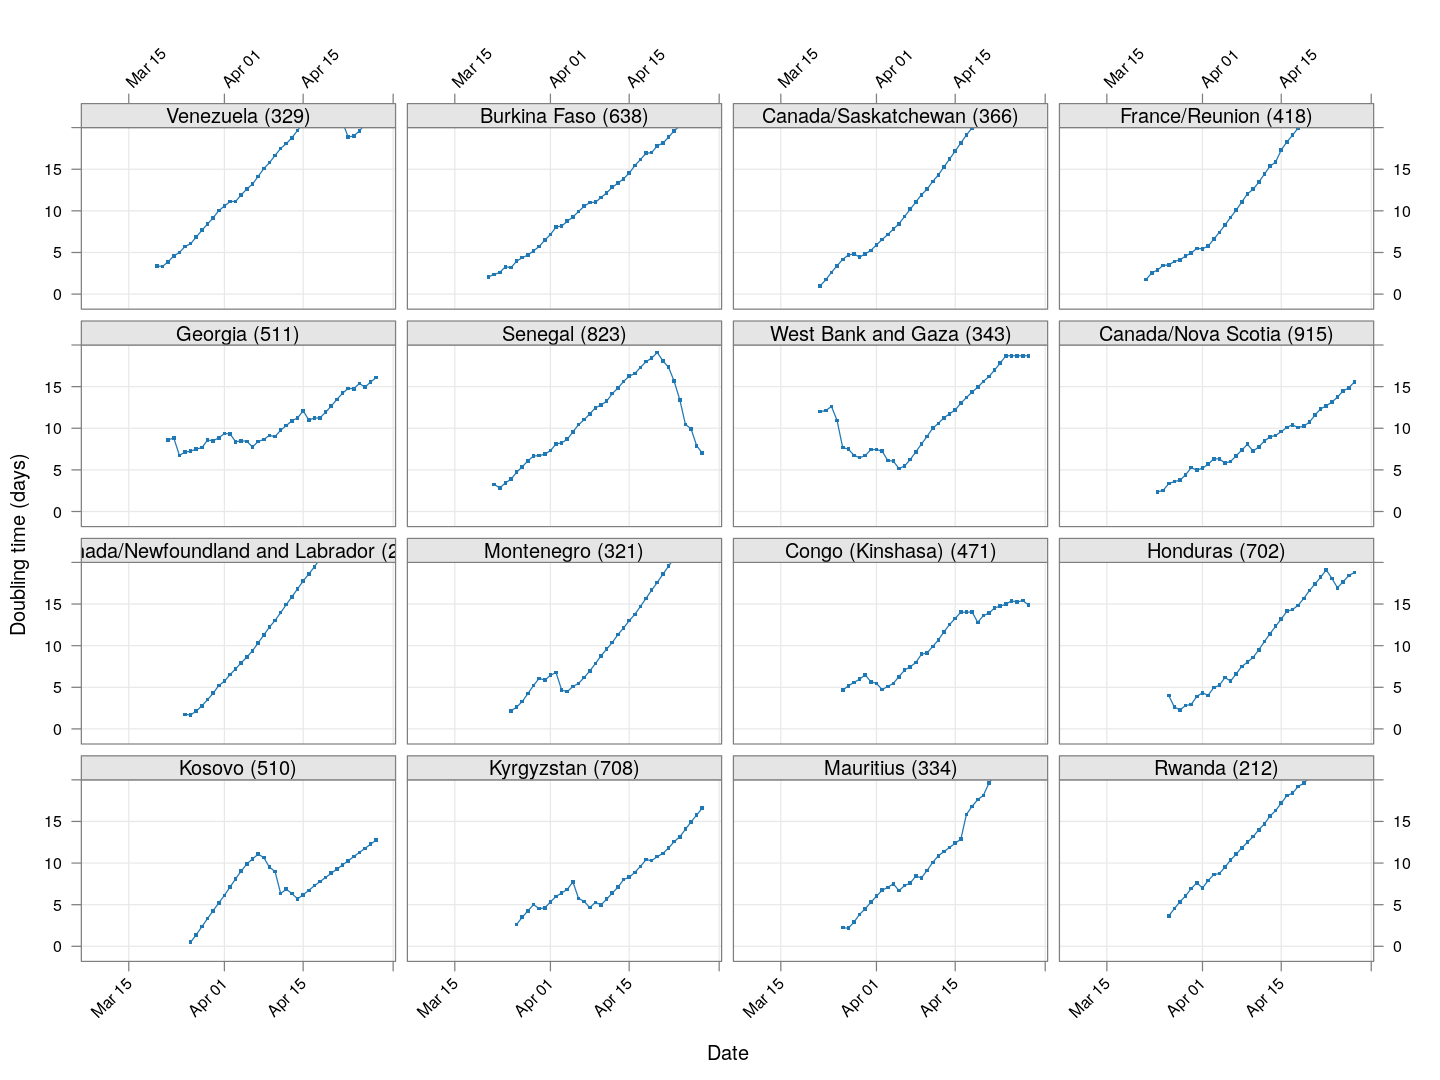 Mar 15 Apr 01 Apr 15 Mar 15 Apr 01 Apr 15 Mar 15 Apr 01 Apr 15 Mar 15 Apr 01 Apr 15
Venezuela (329) Burkina Faso (638) Canada/Saskatchewan (366) France/Reunion (418)
15 15
10 10
5 5
0 0
Georgia (511) Senegal (823) West Bank and Gaza (343) Canada/Nova Scotia (915)
15 15
10 10
5 5
0 0
Doubling time (days)
nada/Newfoundland and Labrador (2 Montenegro (321) Congo (Kinshasa) (471) Honduras (702)
15 15
10 10
5 5
0 0
Kosovo (510) Kyrgyzstan (708) Mauritius (334) Rwanda (212)
15 15
10 10
5 5
0 0
Mar 15 Apr 01 Apr 15 Mar 15 Apr 01 Apr 15 Mar 15 Apr 01 Apr 15 Mar 15 Apr 01 Apr 15
Date